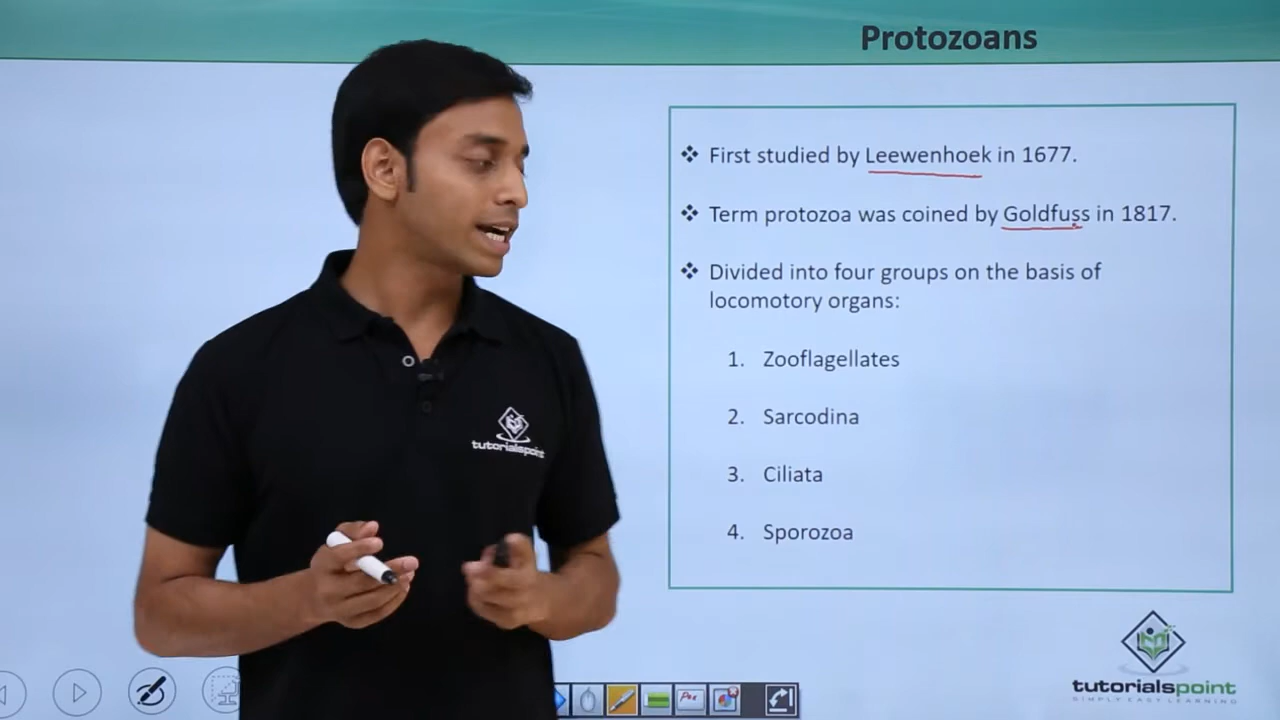 Protozoans
❖ First studied by Leewenhoek in 1677.
❖ Term protozoa was coined by Goldfuss in 1817.
❖ Divided into four groups on the basis of
locomotory organs:
1. Zooflagellates
2. Sarcodina
3. Ciliata
4. Sporozoa
tutorialspoint
tutorialspoint
SIMPLY EASY LEARNING